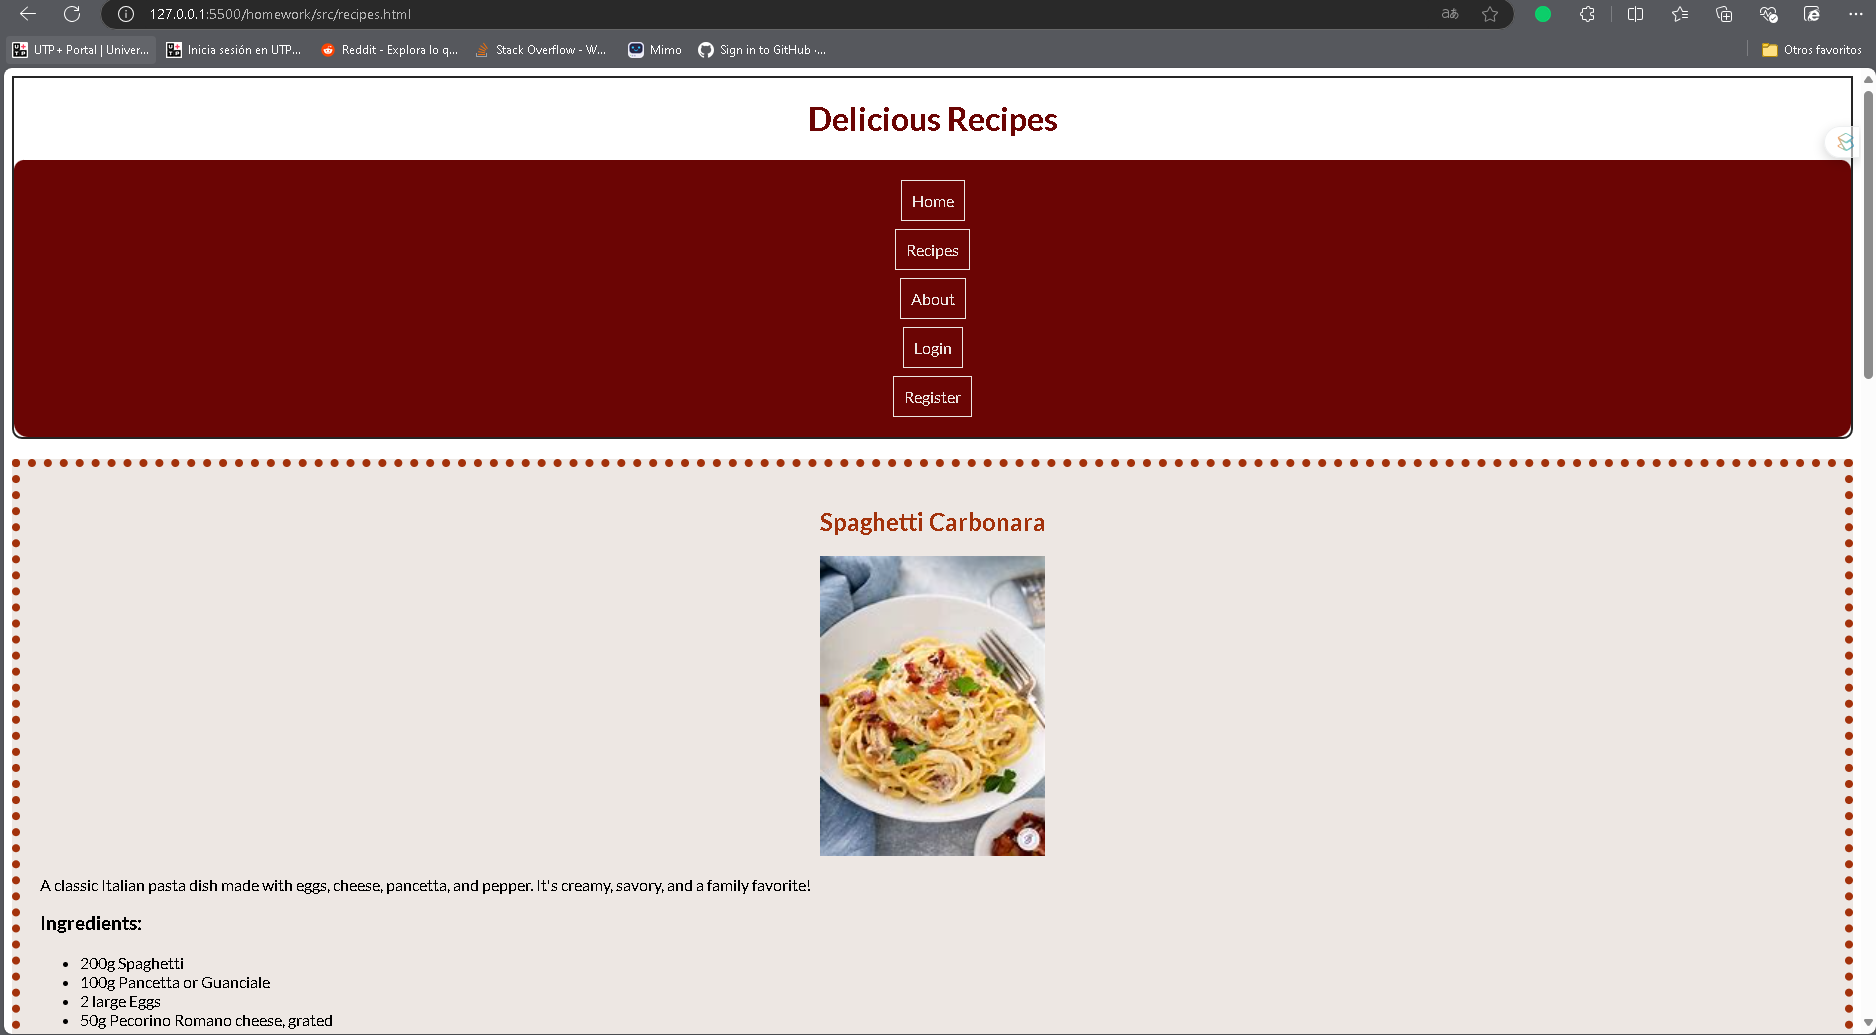 127.0.0.1:5500/homework/src/recipes.html
UTP+ Portal | Univer... Inicia sesión en UTP... Reddit - Explora lo q... Stack Overflow - W... Mimo Sign in to GitHub ·... Otros favoritos
Delicious Recipes
Home
Recipes
About
Login
Register
Spaghetti Carbonara
A classic Italian pasta dish made with eggs, cheese, pancetta, and pepper. It's creamy, savory, and a family favorite!
Ingredients:
• 200g Spaghetti
• 100g Pancetta or Guanciale
• 2 large Eggs
• 50g Pecorino Romano cheese, grated